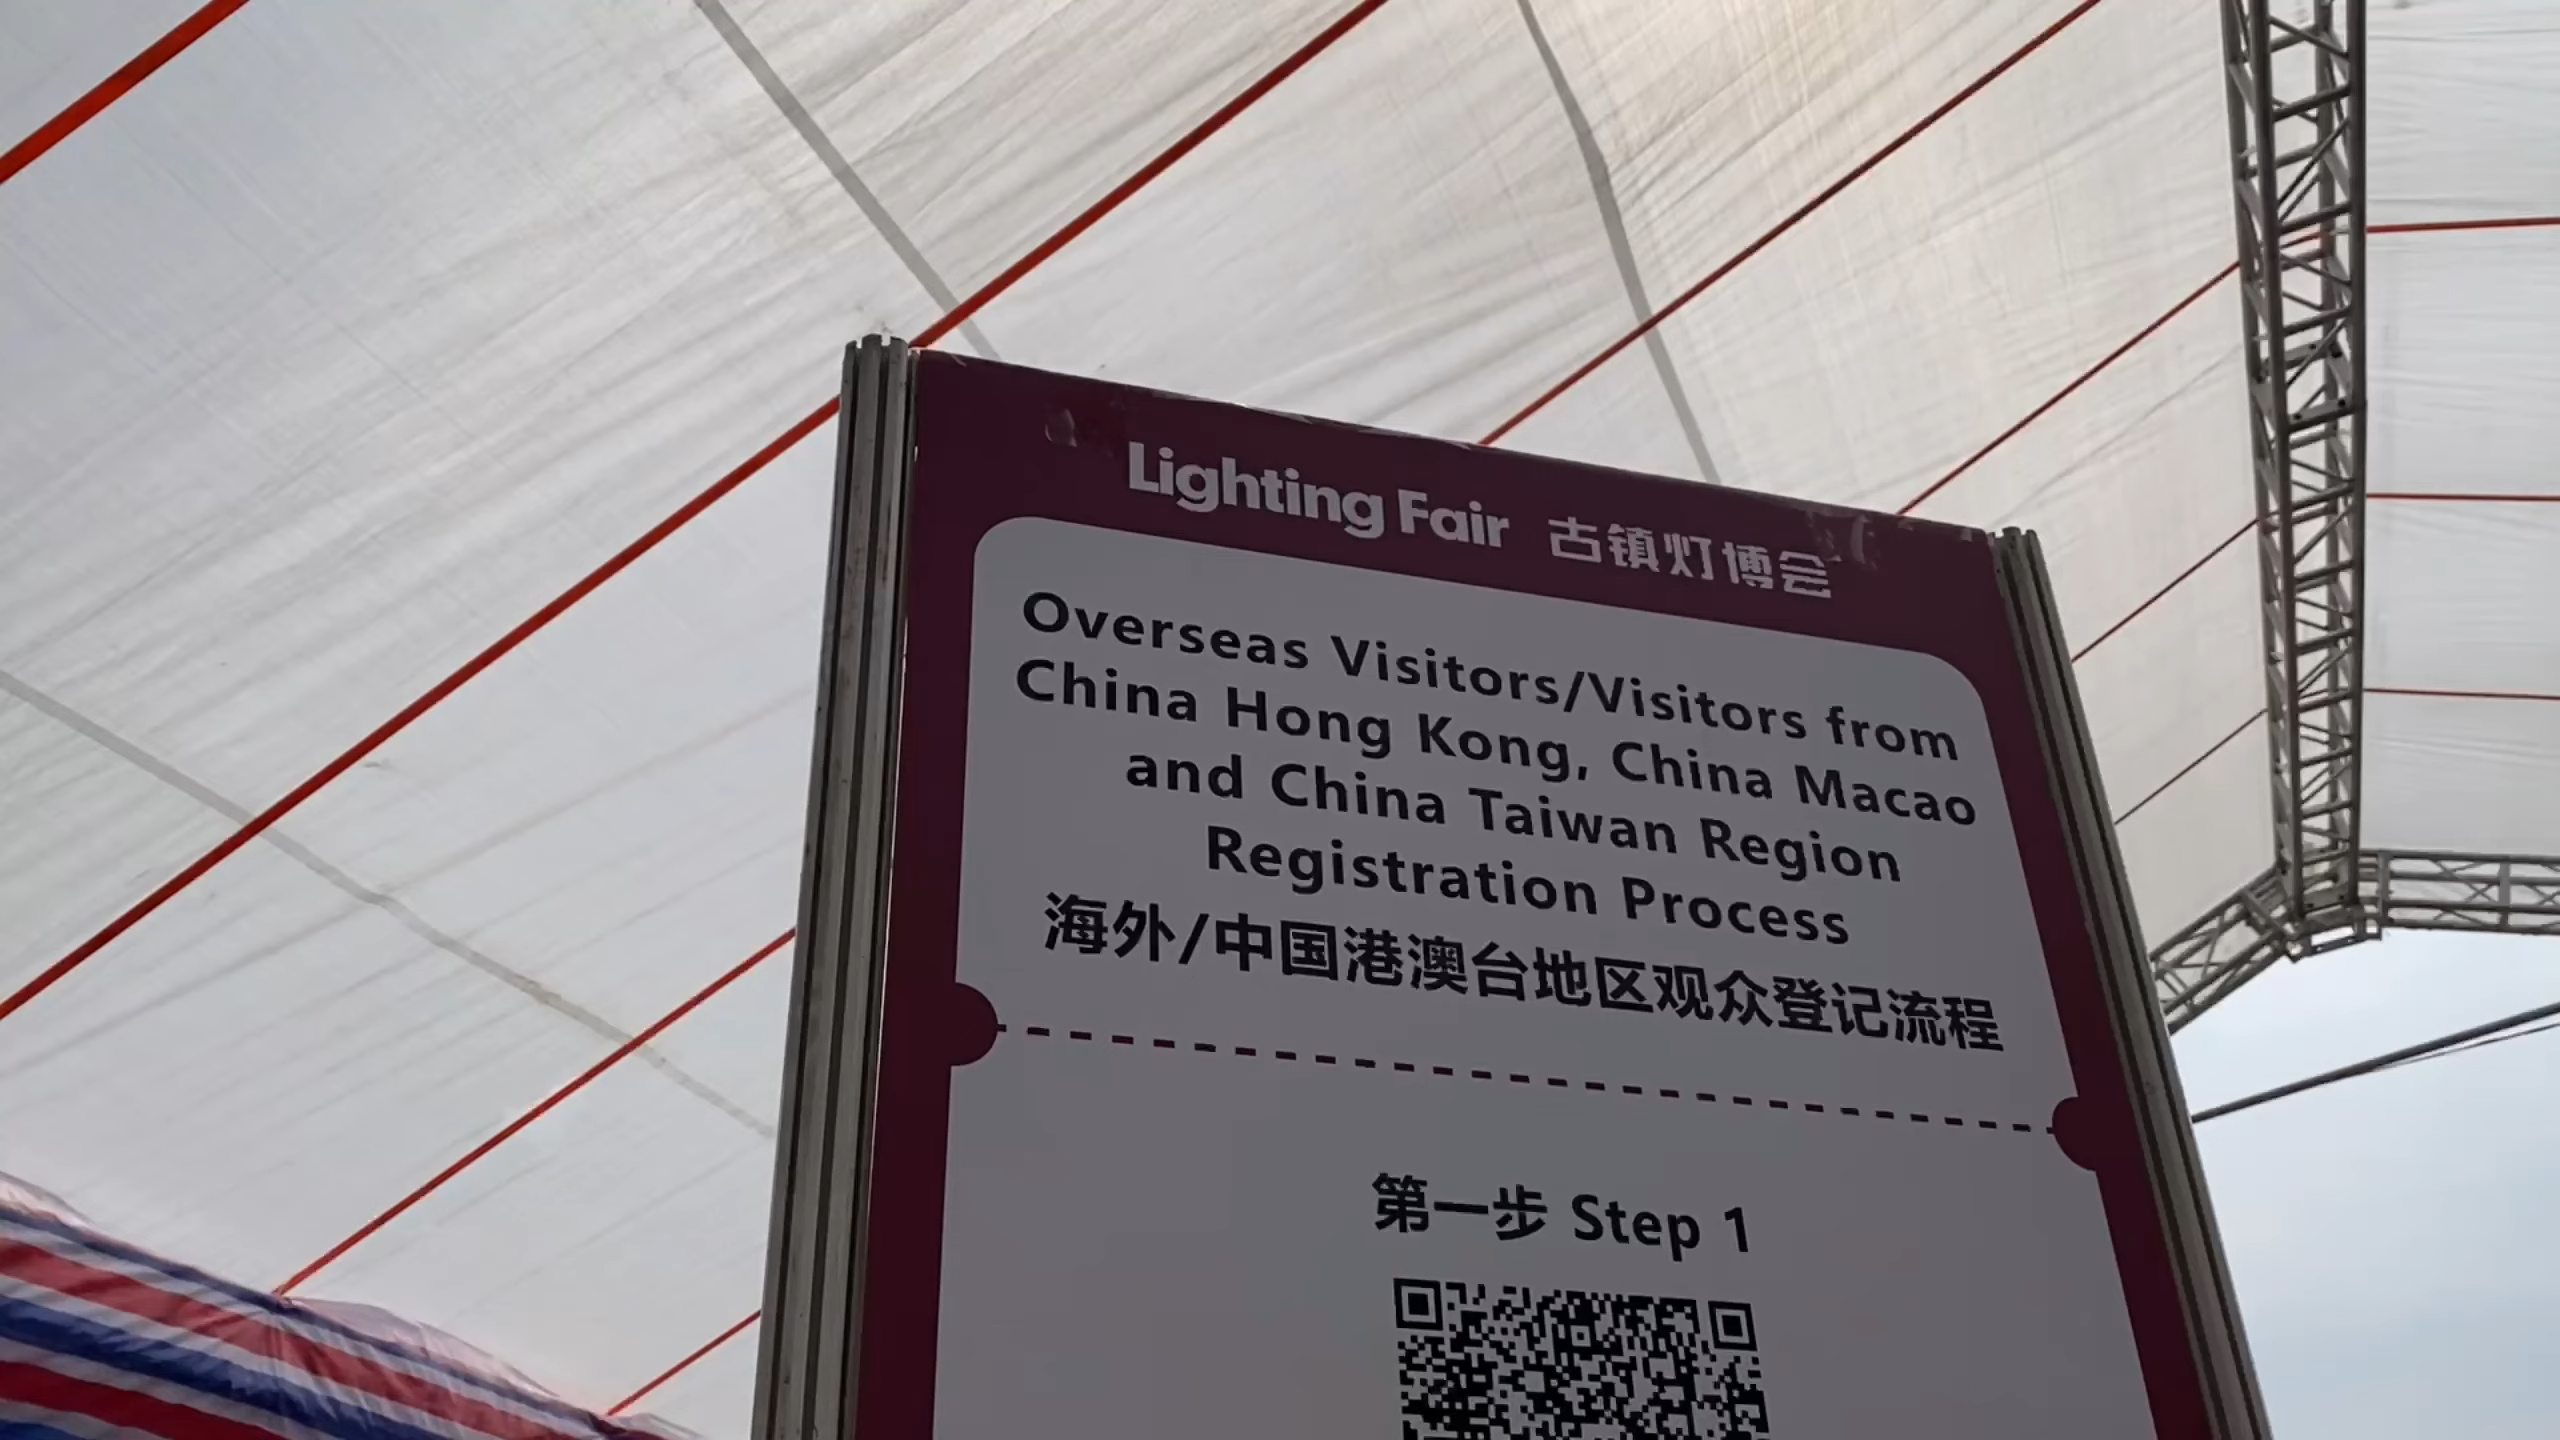 Lighting Fair 古镇灯博会
Overseas Visitors/Visitors from
China Hong Kong, China Macao
and China Taiwan Region
Registration Process
海外/中国港澳台地区观众登记流程
第一步 Step 1